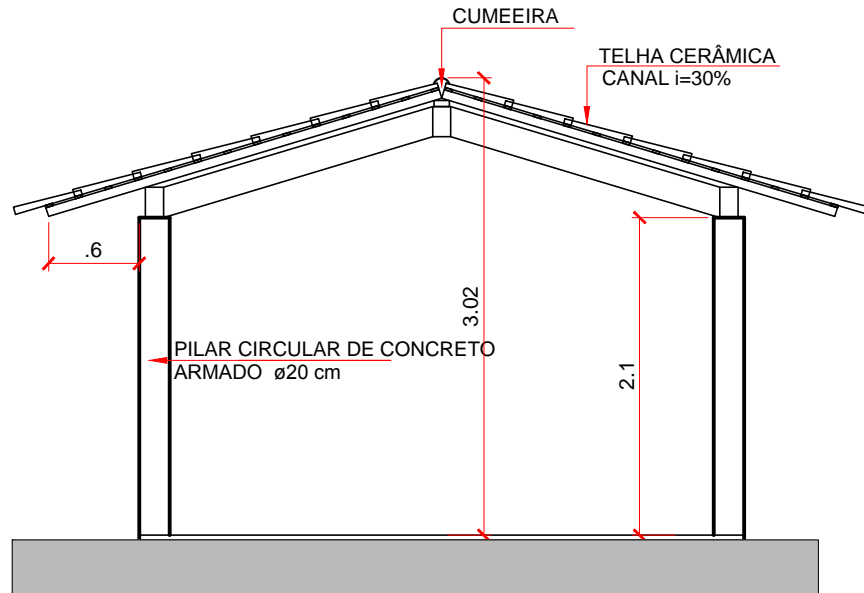 CUMEEIRA
TELHA CERÂMICA
CANAL i=30%
.6
3.02
2.1
PILAR CIRCULAR DE CONCRETO
ARMADO ø20 cm